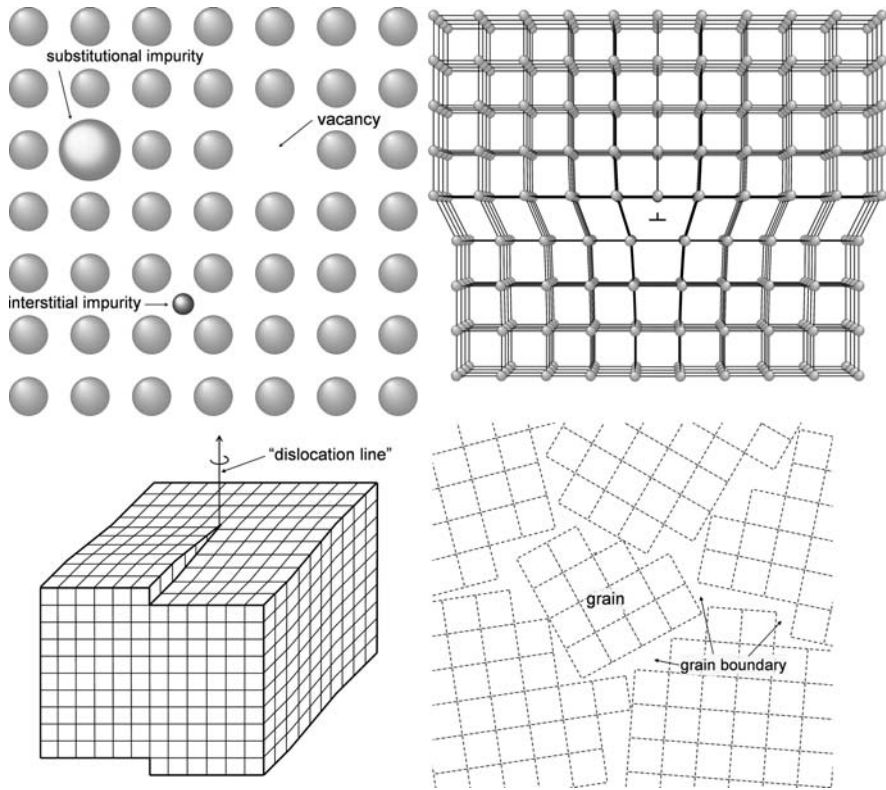 substitutional impurity
vacancy
interstitial impurity
"dislocation line"
grain
grain boundary